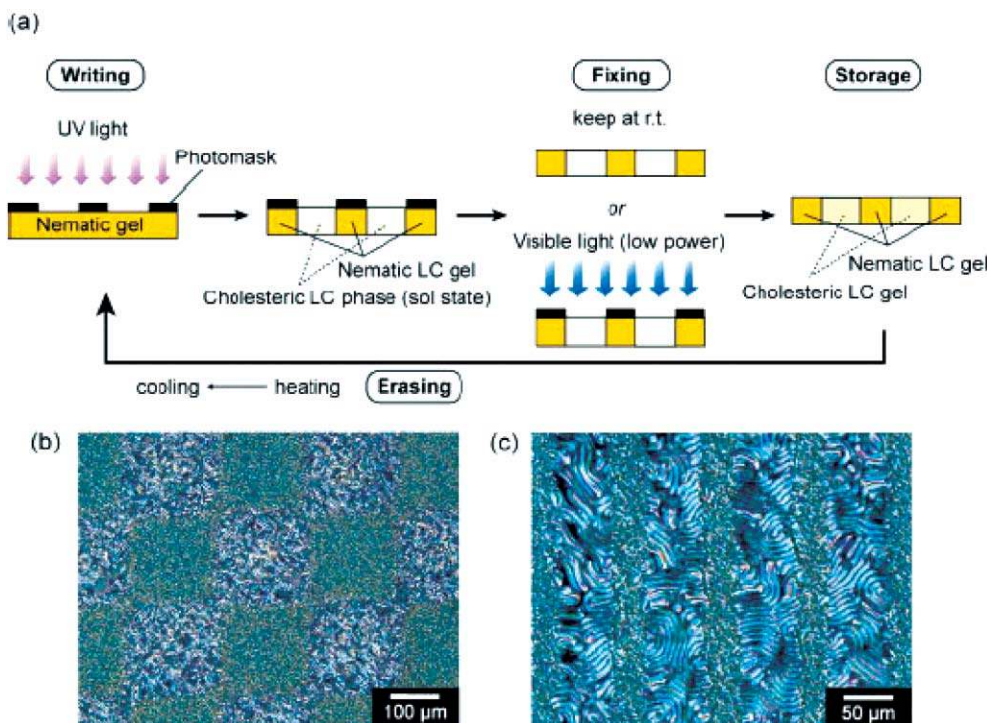 (a)
Writing
Fixing
Storage
UV light
keep at r.t.
Photomask
Nematic gel
or
Visible light (low power)
Nematic LC gel
Cholesteric LC phase (sol state)
Nematic LC gel
Cholesteric LC gel
cooling
heating
Erasing
(b)
(c)
100 µm
50 µm